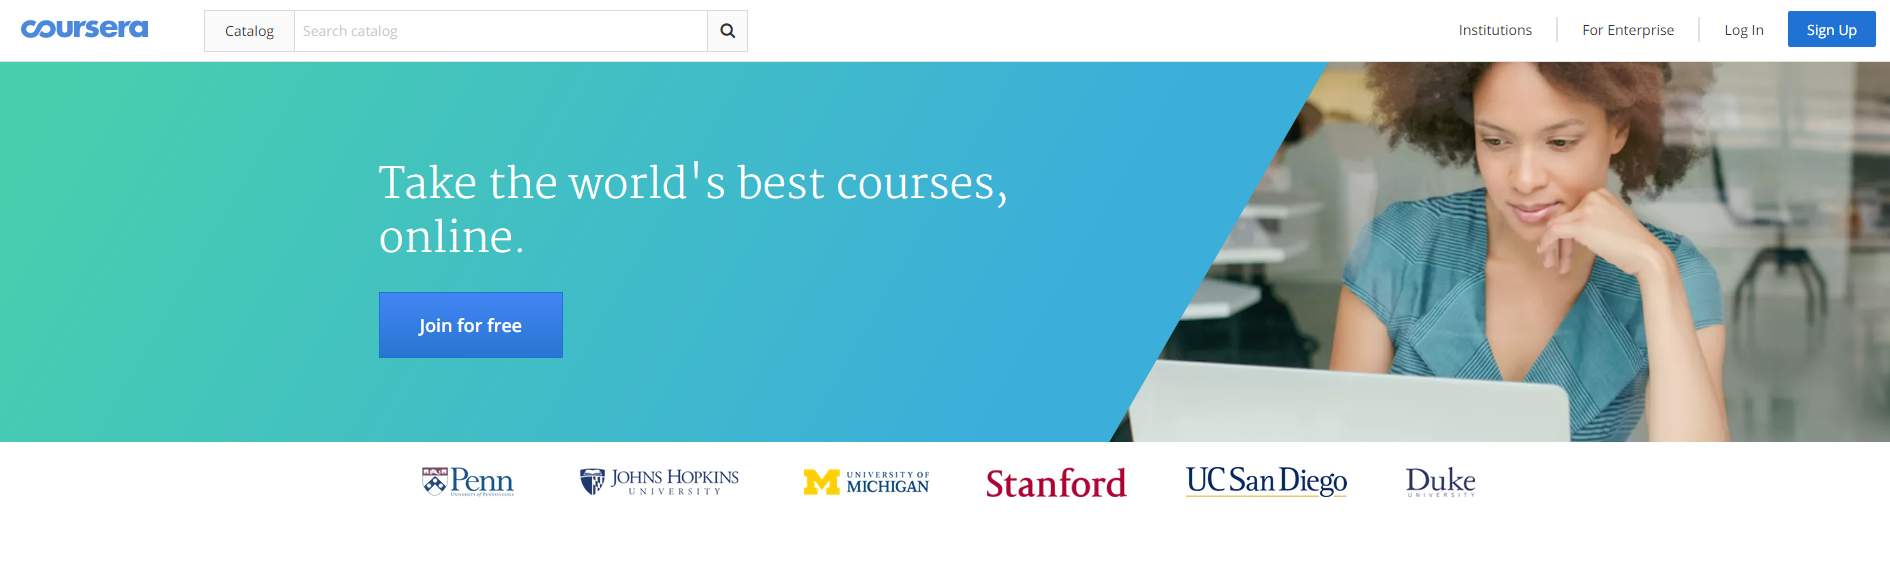 coursera
Catalog
Search catalog
Institutions
For Enterprise
Log In
Sign Up
Take the world's best courses,
online.
Join for free
Penn
UNIVERSITY OF PENNSYLVANIA
JOHNS HOPKINS
UNIVERSITY
M
UNIVERSITY OF
MICHIGAN
Stanford
UC San Diego
Duke
UNIVERSITY